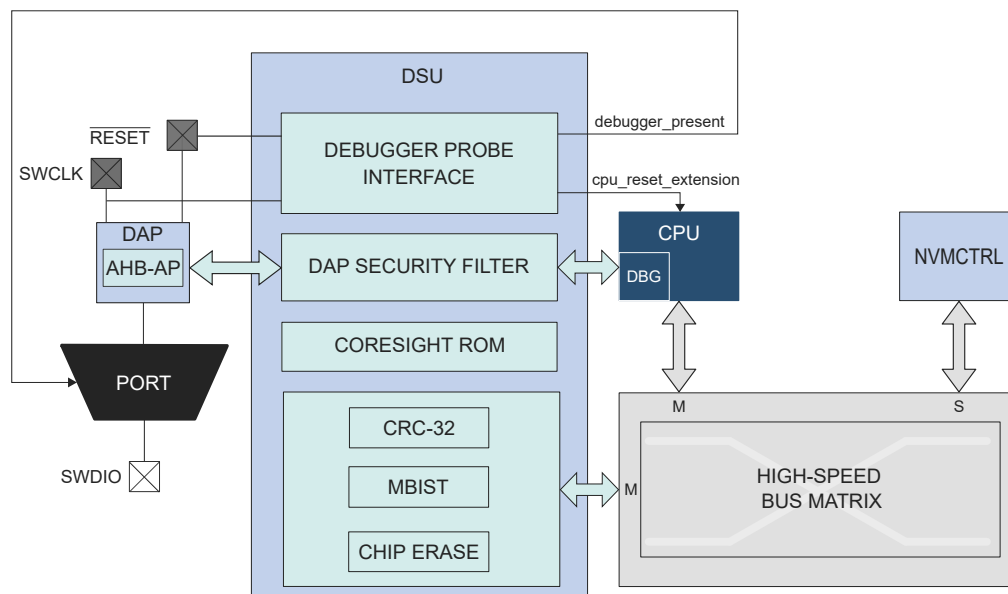 DSU
debugger_present
RESET
DEBUGGER PROBE
INTERFACE
SWCLK
cpu_reset_extension
DAP
CPU
AHB-AP
DAP SECURITY FILTER
DBG
NVMCTRL
CORESIGHT ROM
PORT
M
S
CRC-32
SWDIO
MBIST
M
HIGH-SPEED
BUS MATRIX
CHIP ERASE